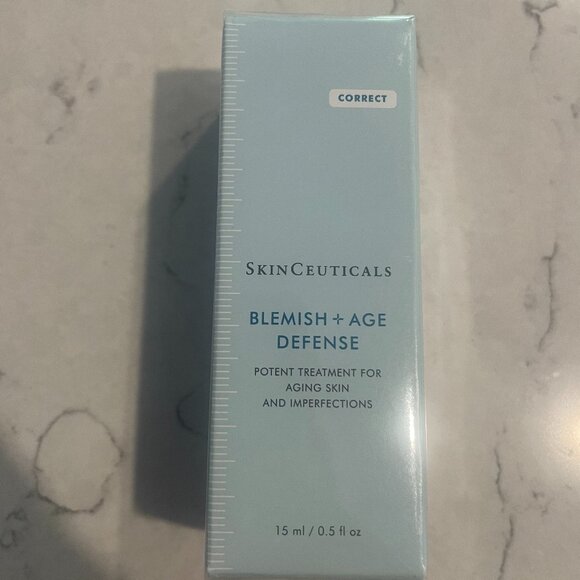 CORRECT
SKINCEUTICALS
BLEMISH + AGE
DEFENSE
POTENT TREATMENT FOR
AGING SKIN
AND IMPERFECTIONS
15 ml / 0.5 fl oz